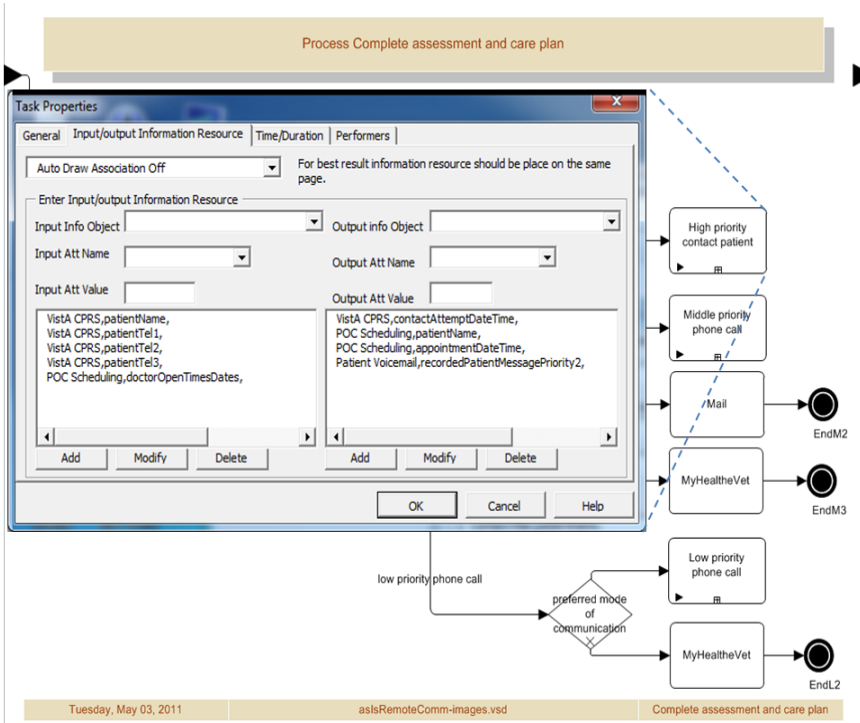 Process Complete assessment and care plan
Task Properties
General
Input/output Information Resource
Time/Duration
Performers
Auto Draw Association Off
For best result information resource should be place on the same
page.
Enter Input/output Information Resource
Input Info Object
Output info Object
Input Att Name
Output Att Name
Input Att Value
Output Att Value
VistA CPRS,patientName,
VistA CPRS,patientTel1,
VistA CPRS,patientTel2,
VistA CPRS,patientTel3,
POC Scheduling,doctorOpenTimesDates,
VistA CPRS,contactAttemptDateTime,
POC Scheduling,patientName,
POC Scheduling,appointmentDateTime,
Patient Voicemail,recordedPatientMessagePriority2,
Add
Modify
Delete
Add
Modify
Delete
OK
Cancel
Help
High priority
contact patient
Middle priority
phone call
Mail
EndM2
MyHealtheVet
EndM3
low priority phone call
preferred mode
of
communication
Low priority
phone call
MyHealtheVet
EndL2
Tuesday, May 03, 2011
asIsRemoteComm-images.vsd
Complete assessment and care plan